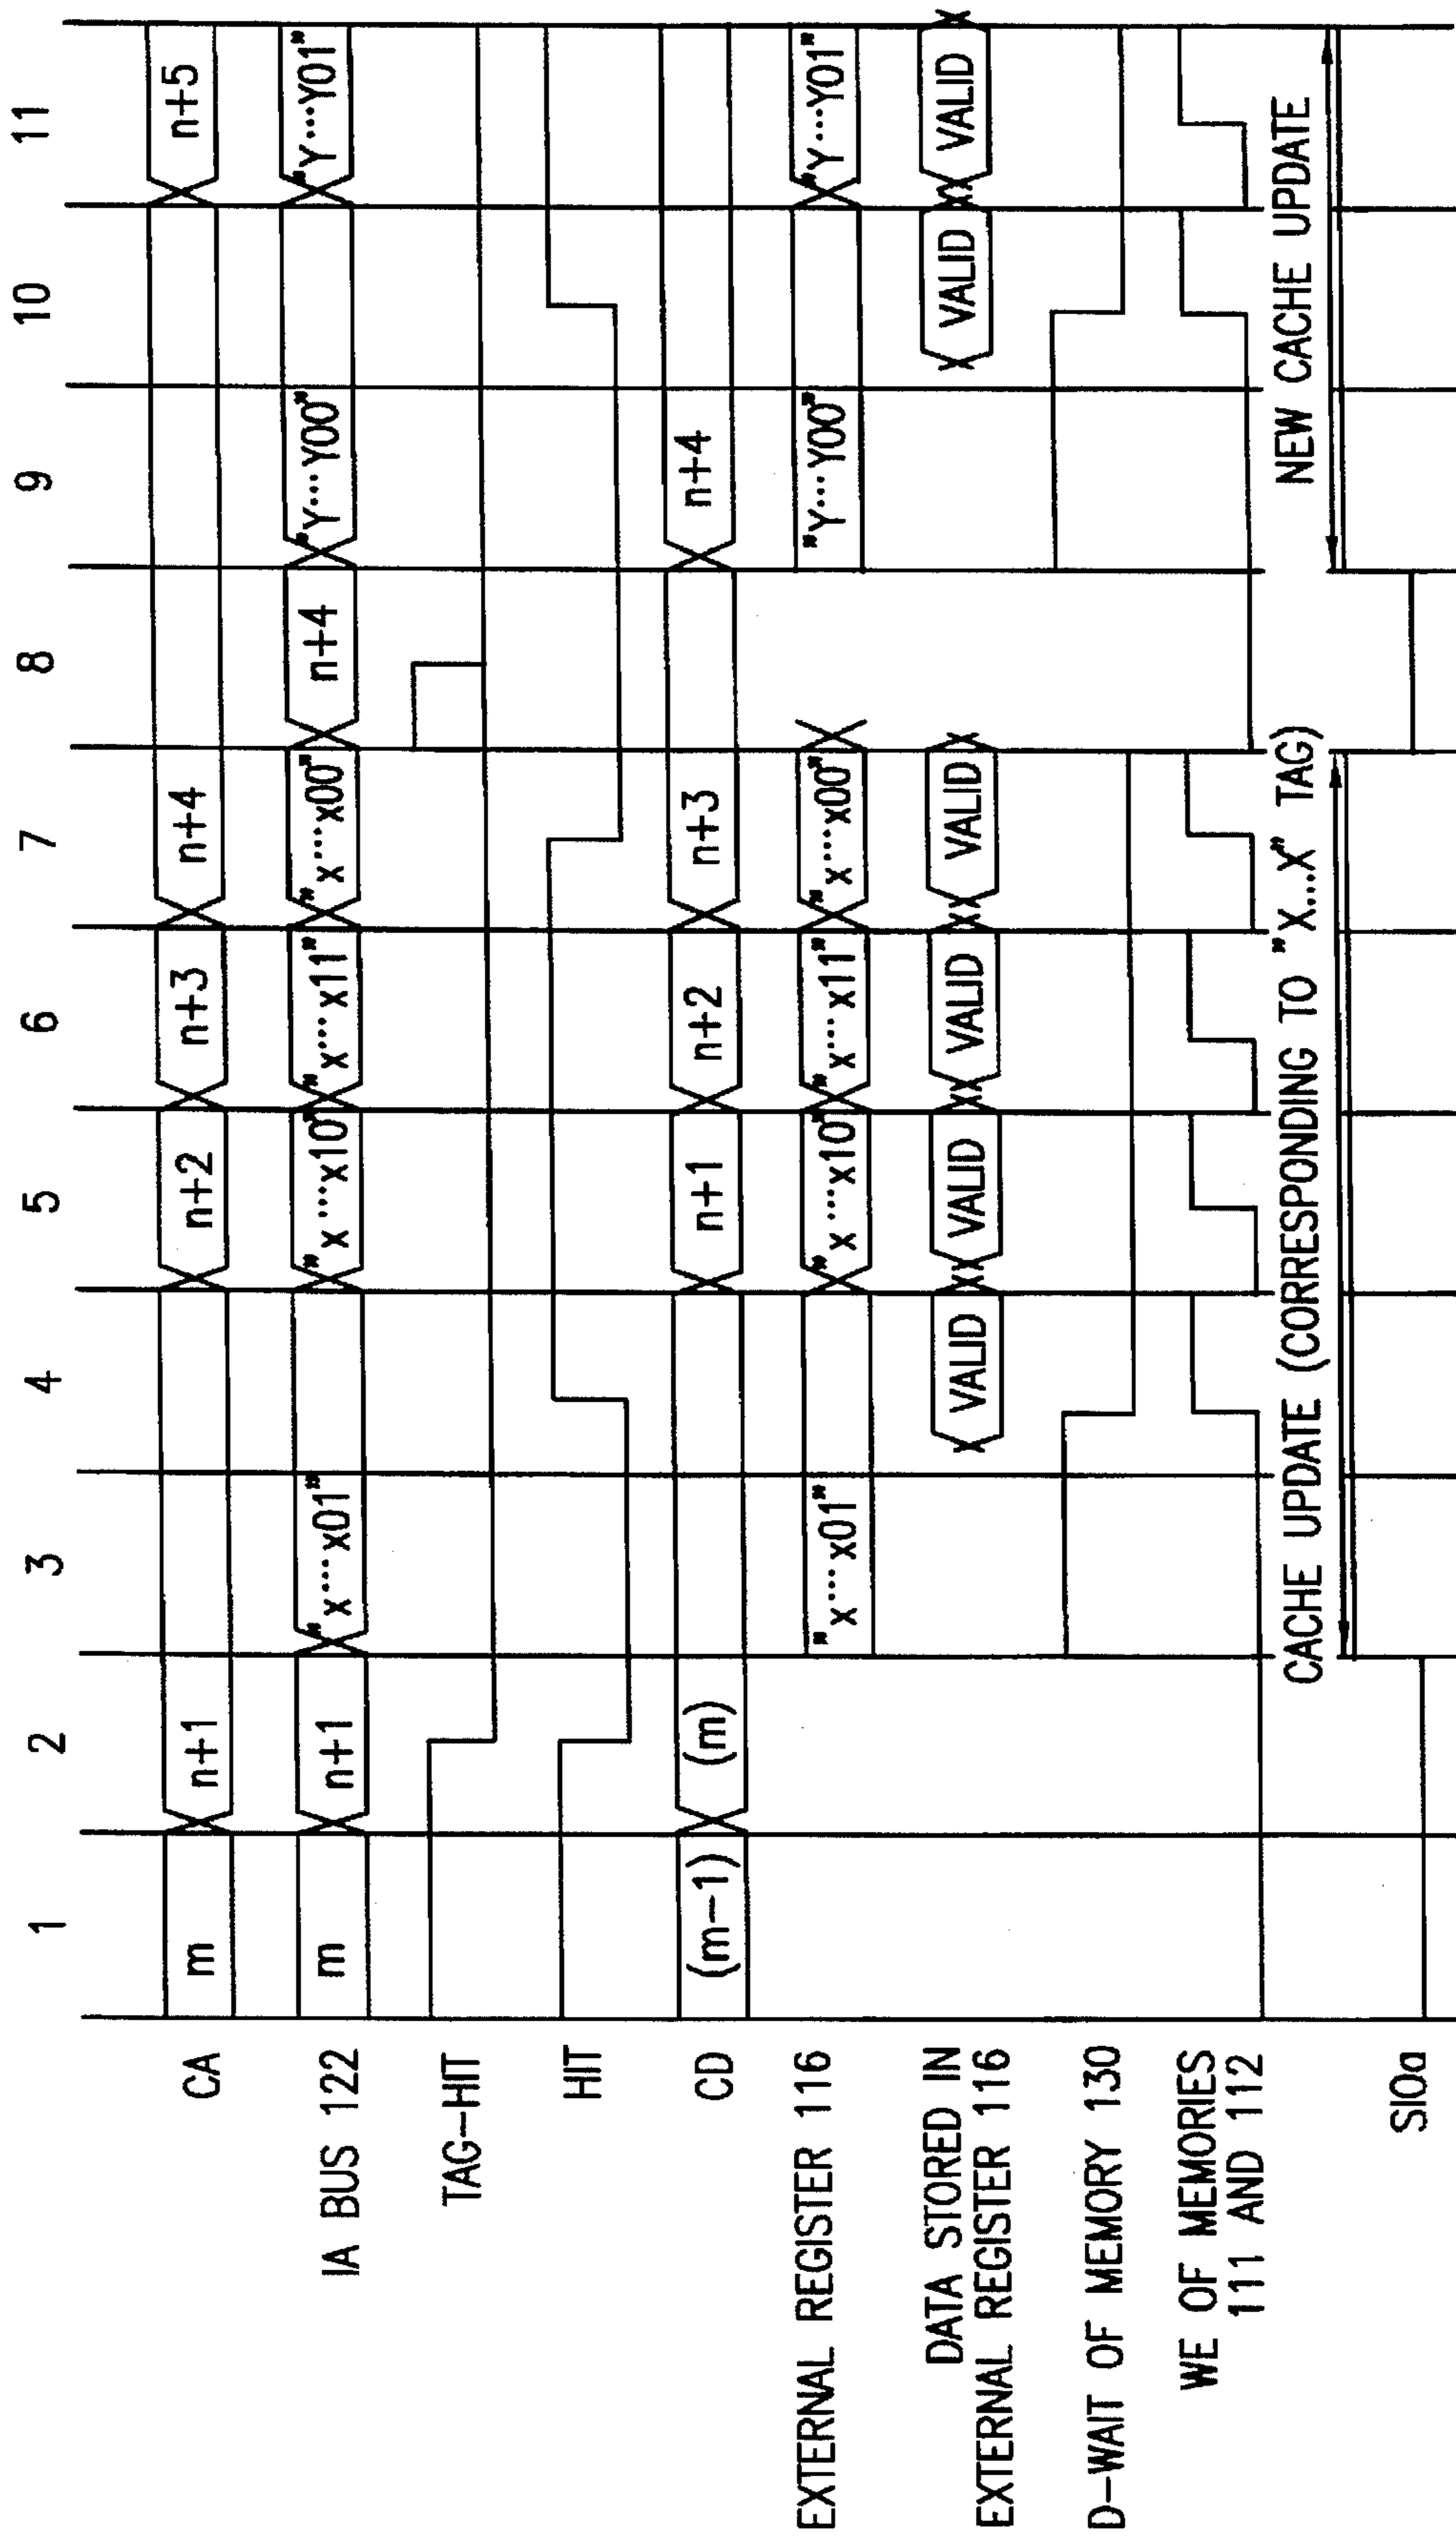 1 2 3 4 5 6 7 8 9 10 11
CA m n+1 n+2 n+3 n+4 n+5
IA BUS 122 m n+1 "x····x01" "x····x10" "x····x11" "x····x00" n+4 "Y···Y00" "Y···Y01"
TAG-HIT
HIT
CD (m-1) (m) n+1 n+2 n+3 n+4
EXTERNAL REGISTER 116 "x····x01" "x····x10" "x····x11" "x····x00" "Y···Y00" "Y···Y01"
DATA STORED IN
EXTERNAL REGISTER 116 VALID VALID VALID VALID VALID VALID
D-WAIT OF MEMORY 130
WE OF MEMORIES
111 AND 112
CACHE UPDATE (CORRESPONDING TO "X...X" TAG) NEW CACHE UPDATE
S10a